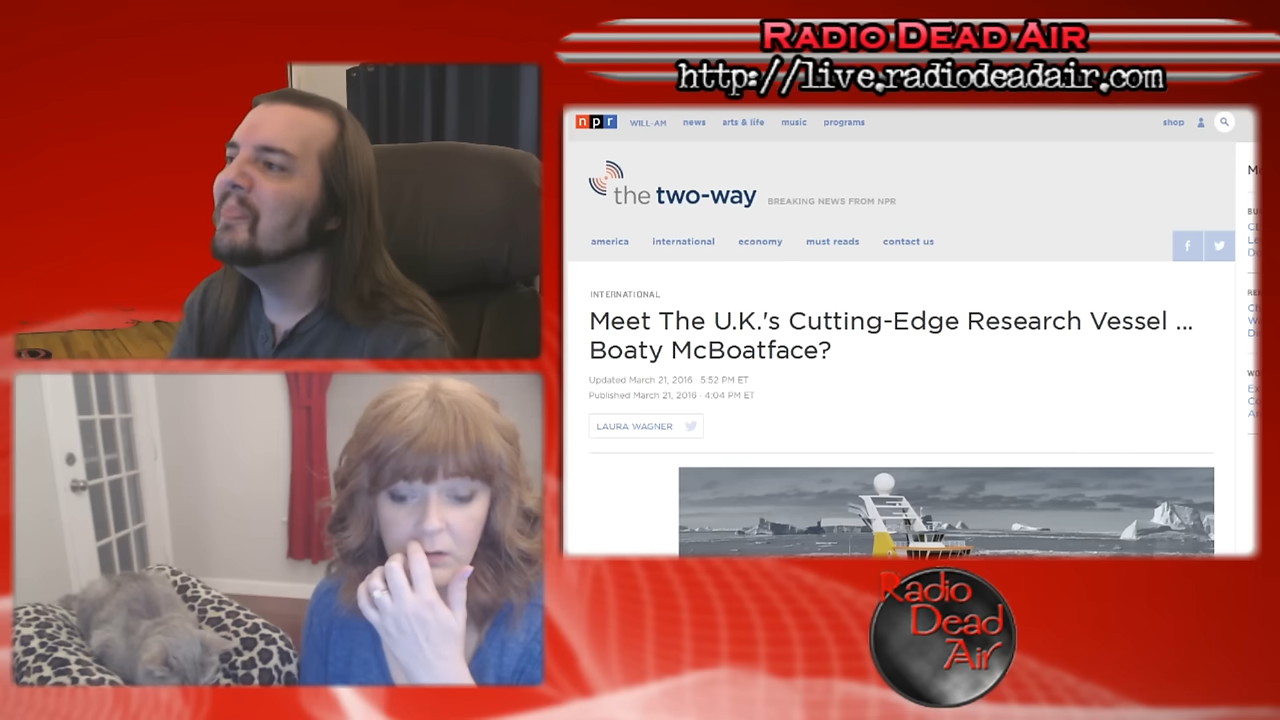 Radio Dead Air
http://live.radiodeadair.com
npr WILL-AM news arts & life music programs shop
the two-way BREAKING NEWS FROM NPR
america international economy must reads contact us
INTERNATIONAL
Meet The U.K.'s Cutting-Edge Research Vessel ...
Boaty McBoatface?
Updated March 21, 2016 · 5:52 PM ET
Published March 21, 2016 · 4:04 PM ET
LAURA WAGNER
Radio
Dead
Air